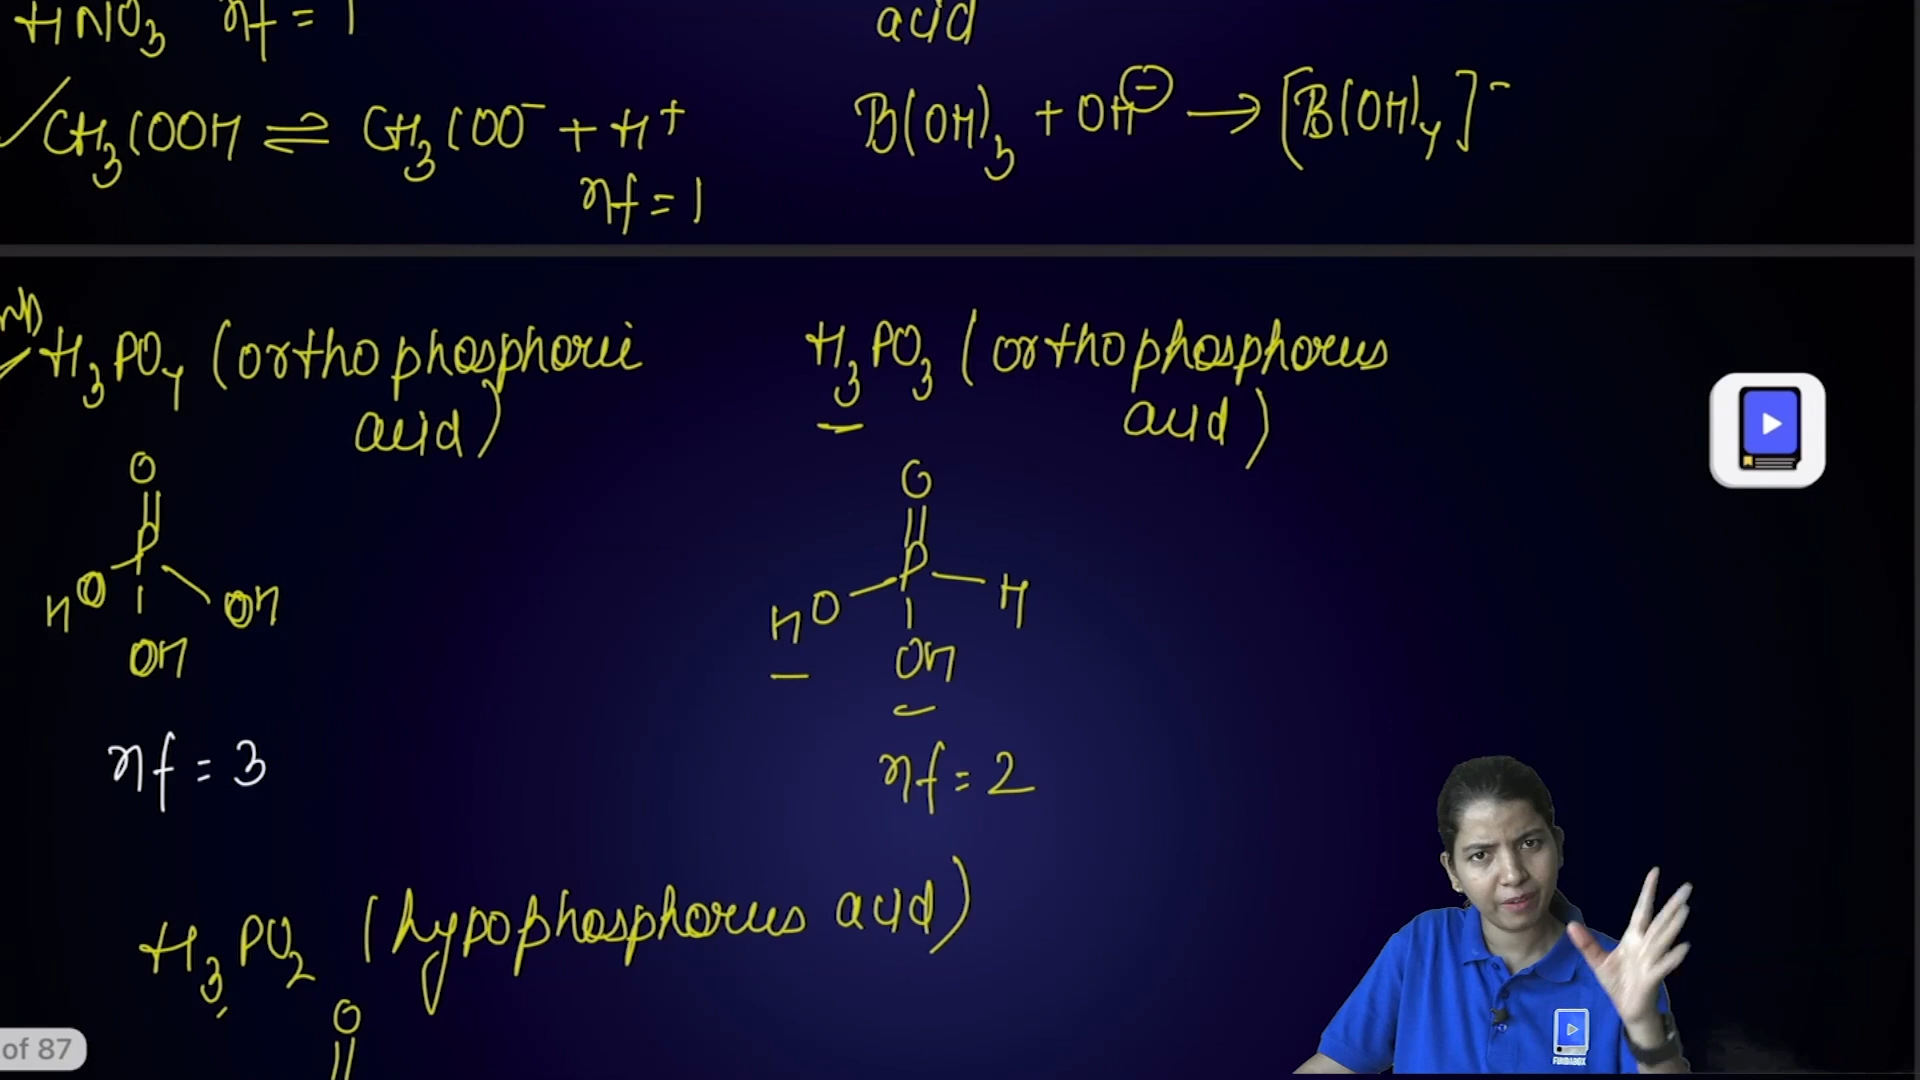 HNO₃ nf = 1
acid
CH₃COOH ⇌ CH₃COO⁻ + H⁺
nf = 1
B(OH)₃ + OH⁻ → [B(OH)₄]⁻
H₃PO₄ (orthophosphoric
acid)
O
P
HO
OH
OH
nf = 3
H₃PO₃ (orthophosphorus
acid)
O
P
HO
H
OH
nf = 2
H₃PO₂ (hypophosphorus acid)
O
of 87
FUNDABOX